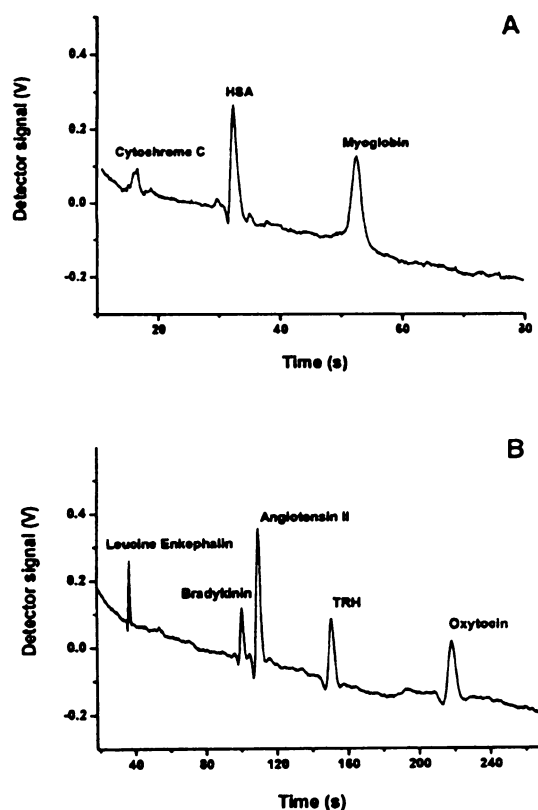 A
Detector signal (V)
0.4
0.2
0.0
-0.2
Cytochrome C
HSA
Myoglobin
20
40
60
80
Time (s)
B
Detector signal (V)
0.4
0.2
0.0
-0.2
Leucine Enkephalin
Bradykinin
Angiotensin II
TRH
Oxytocin
40
80
120
160
200
240
Time (s)